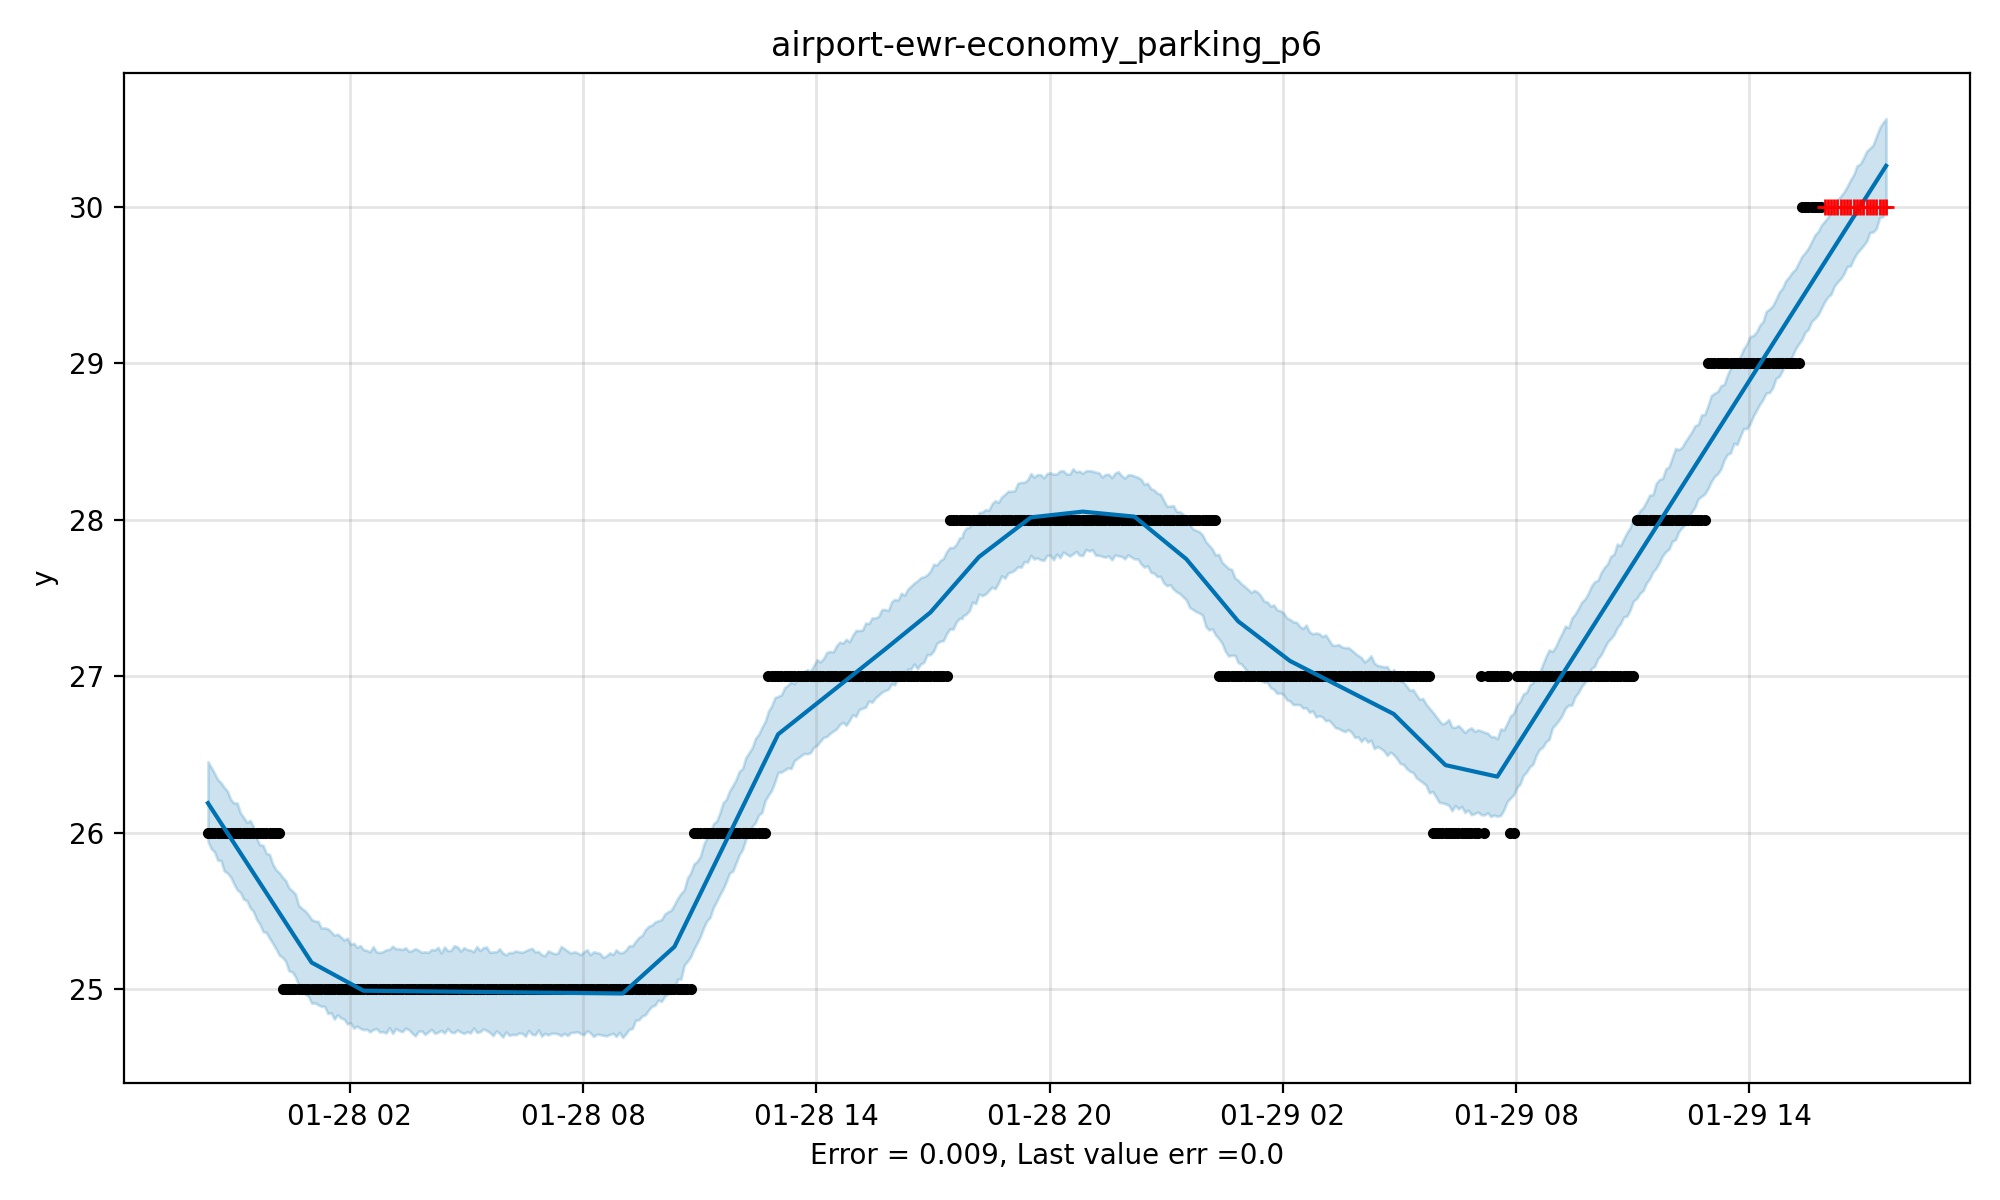 airport-ewr-economy_parking_p6
30
29
28
27
26
25
y
01-28 02 01-28 08 01-28 14 01-28 20 01-29 02 01-29 08 01-29 14
Error = 0.009, Last value err =0.0